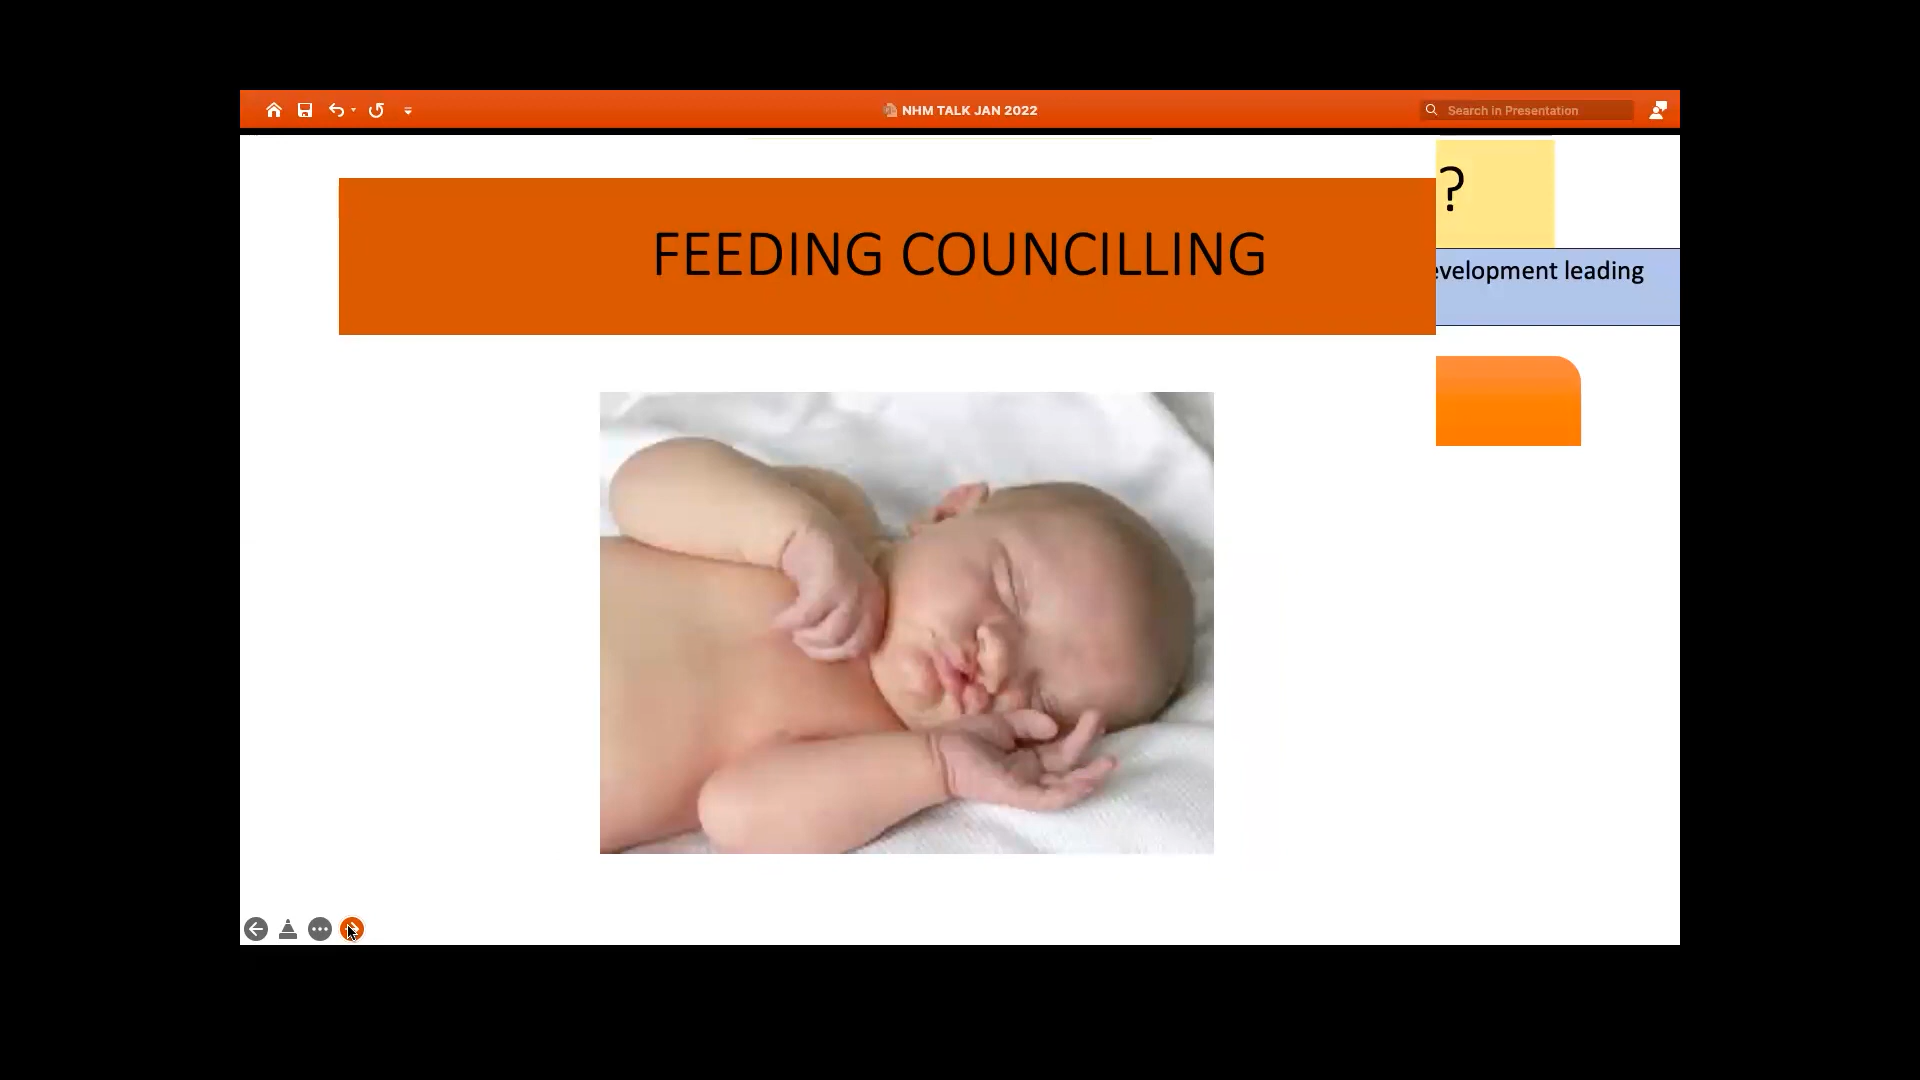 NHM TALK JAN 2022
Search in Presentation
?
FEEDING COUNCILLING
evelopment leading